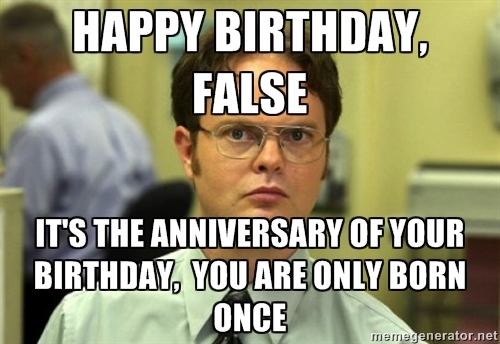 HAPPY BIRTHDAY,
FALSE
IT'S THE ANNIVERSARY OF YOUR
BIRTHDAY, YOU ARE ONLY BORN
ONCE
memegenerator.net